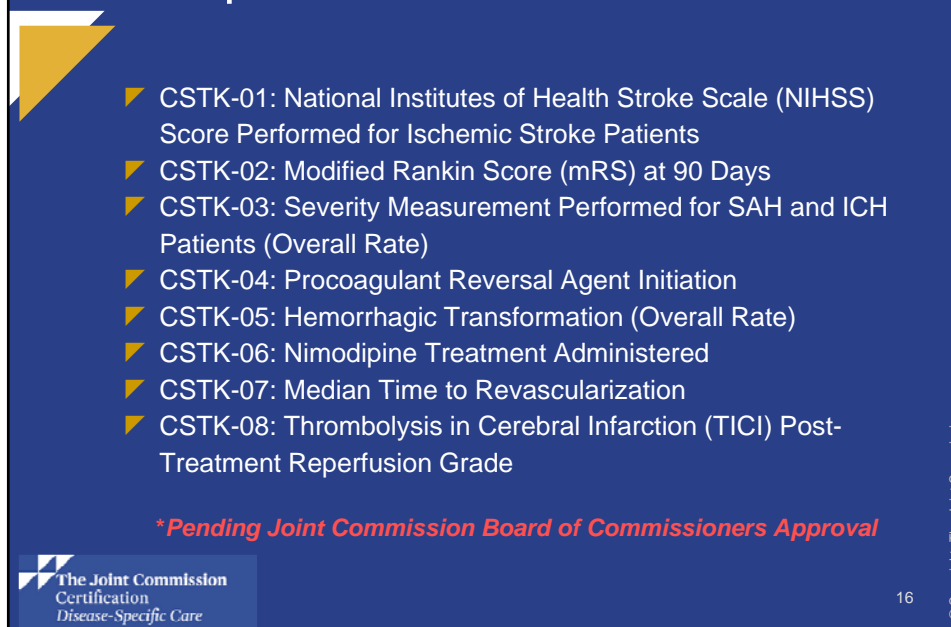 CSTK-01: National Institutes of Health Stroke Scale (NIHSS)
Score Performed for Ischemic Stroke Patients
CSTK-02: Modified Rankin Score (mRS) at 90 Days
CSTK-03: Severity Measurement Performed for SAH and ICH
Patients (Overall Rate)
CSTK-04: Procoagulant Reversal Agent Initiation
CSTK-05: Hemorrhagic Transformation (Overall Rate)
CSTK-06: Nimodipine Treatment Administered
CSTK-07: Median Time to Revascularization
CSTK-08: Thrombolysis in Cerebral Infarction (TICI) Post-
Treatment Reperfusion Grade
*Pending Joint Commission Board of Commissioners Approval
The Joint Commission
Certification
Disease-Specific Care
16